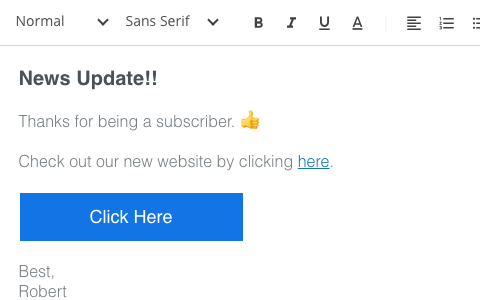 Normal Sans Serif B I U A
News Update!!
Thanks for being a subscriber. 👍
Check out our new website by clicking here.
Click Here
Best,
Robert